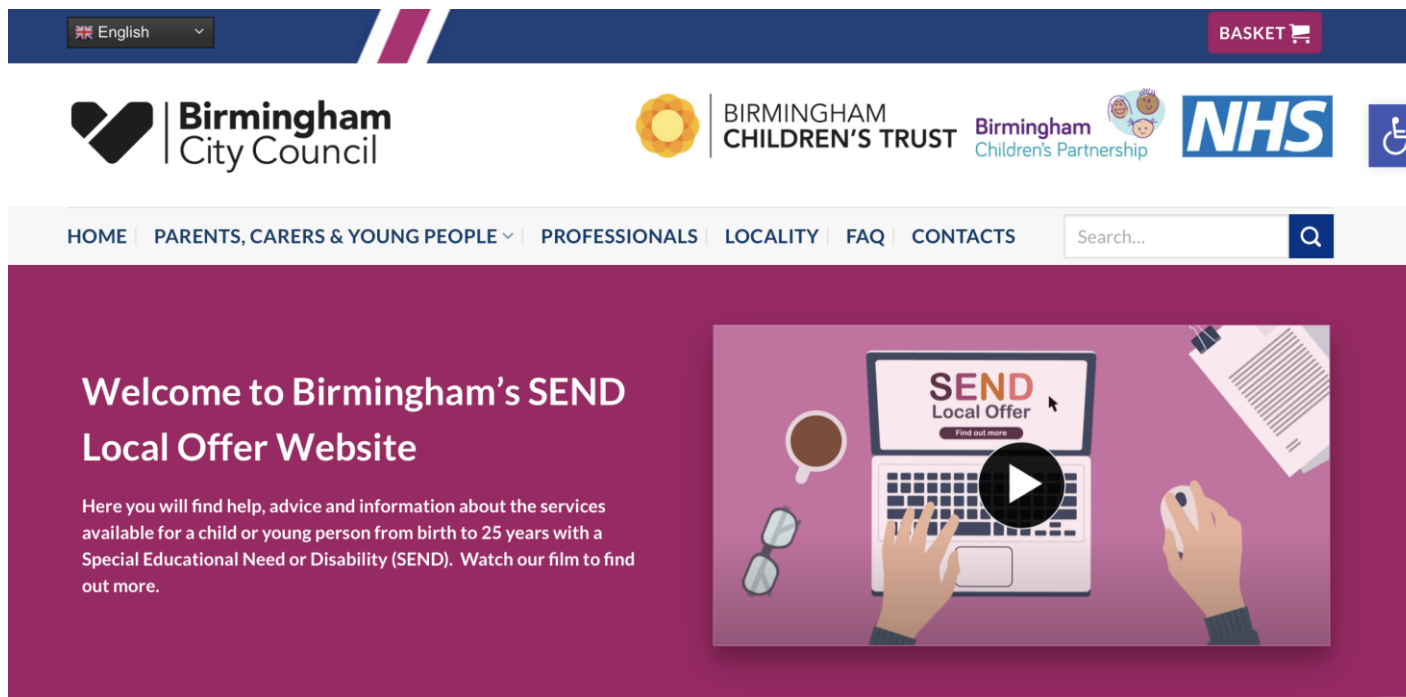 English
BASKET
Birmingham
City Council
BIRMINGHAM
CHILDREN'S TRUST
Birmingham
Children's Partnership
NHS
HOME
PARENTS, CARERS & YOUNG PEOPLE
PROFESSIONALS
LOCALITY
FAQ
CONTACTS
Search...
Welcome to Birmingham's SEND
Local Offer Website
Here you will find help, advice and information about the services
available for a child or young person from birth to 25 years with a
Special Educational Need or Disability (SEND).  Watch our film to find
out more.
SEND
Local Offer
Find out more